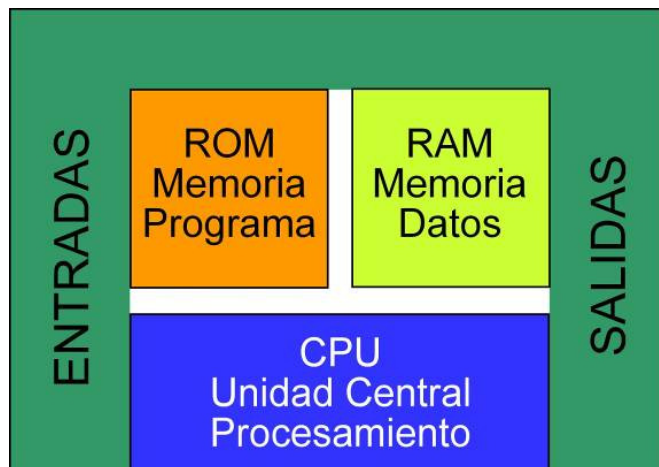 ENTRADAS
ROM
Memoria
Programa
RAM
Memoria
Datos
SALIDAS
CPU
Unidad Central
Procesamiento